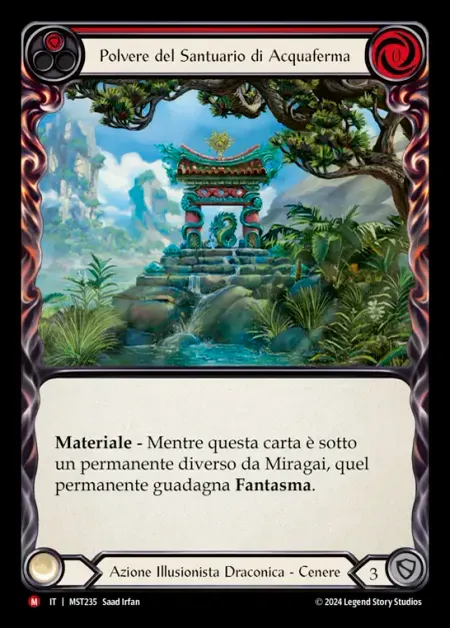 Polvere del Santuario di Acquaferma
0
Materiale - Mentre questa carta è sotto
un permanente diverso da Miragai, quel
permanente guadagna Fantasma.
Azione Illusionista Draconica - Cenere
3
M IT | MST235 Saad Irfan
© 2024 Legend Story Studios